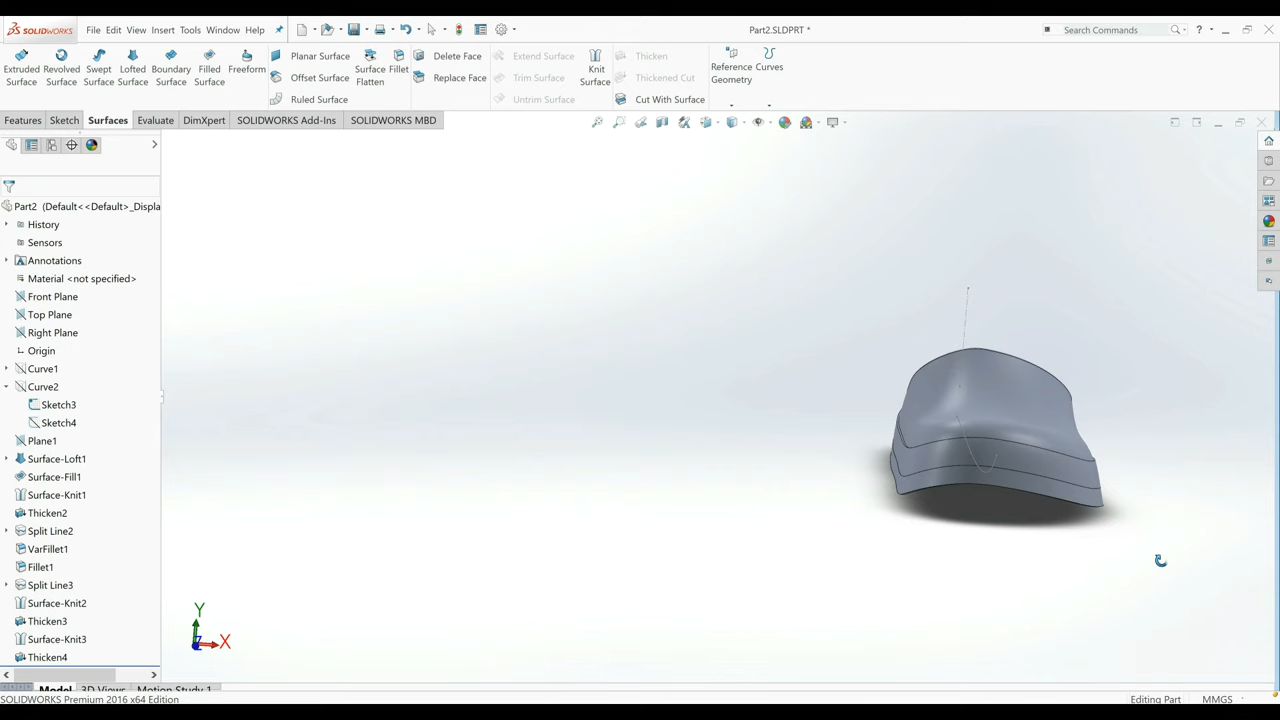 SOLIDWORKS File Edit View Insert Tools Window Help Part2.SLDPRT * Search Commands
Extruded Surface
Revolved Surface
Swept Surface
Lofted Surface
Boundary Surface
Filled Surface
Freeform
Planar Surface
Offset Surface
Ruled Surface
Surface Flatten
Fillet
Delete Face
Replace Face
Extend Surface
Trim Surface
Untrim Surface
Knit Surface
Thicken
Thickened Cut
Cut With Surface
Reference Geometry
Curves
Features Sketch Surfaces Evaluate DimXpert SOLIDWORKS Add-Ins SOLIDWORKS MBD
Part2 (Default<<Default>_Displa
History
Sensors
Annotations
Material <not specified>
Front Plane
Top Plane
Right Plane
Origin
Curve1
Curve2
Sketch3
Sketch4
Plane1
Surface-Loft1
Surface-Fill1
Surface-Knit1
Thicken2
Split Line2
VarFillet1
Fillet1
Split Line3
Surface-Knit2
Thicken3
Surface-Knit3
Thicken4
Y
Z X
Model 3D Views Motion Study 1
SOLIDWORKS Premium 2016 x64 Edition Editing Part MMGS